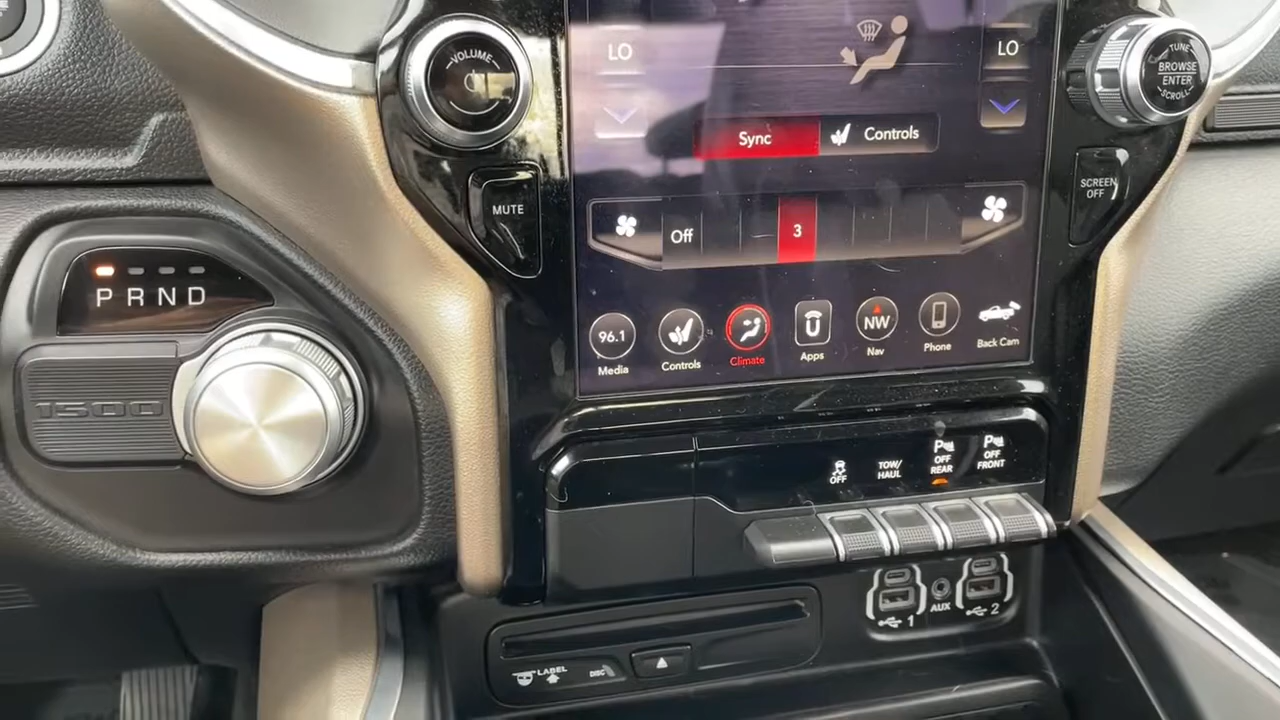 VOLUME
MUTE
LO
LO
Sync
Controls
Off
3
TUNE
BROWSE
ENTER
SCROLL
SCREEN
OFF
P R N D
1500
96.1
Media
Controls
Climate
U
Apps
NW
Nav
Phone
Back Cam
OFF
TOW/
HAUL
P
OFF
REAR
P
OFF
FRONT
1
AUX
2
LABEL
DISC